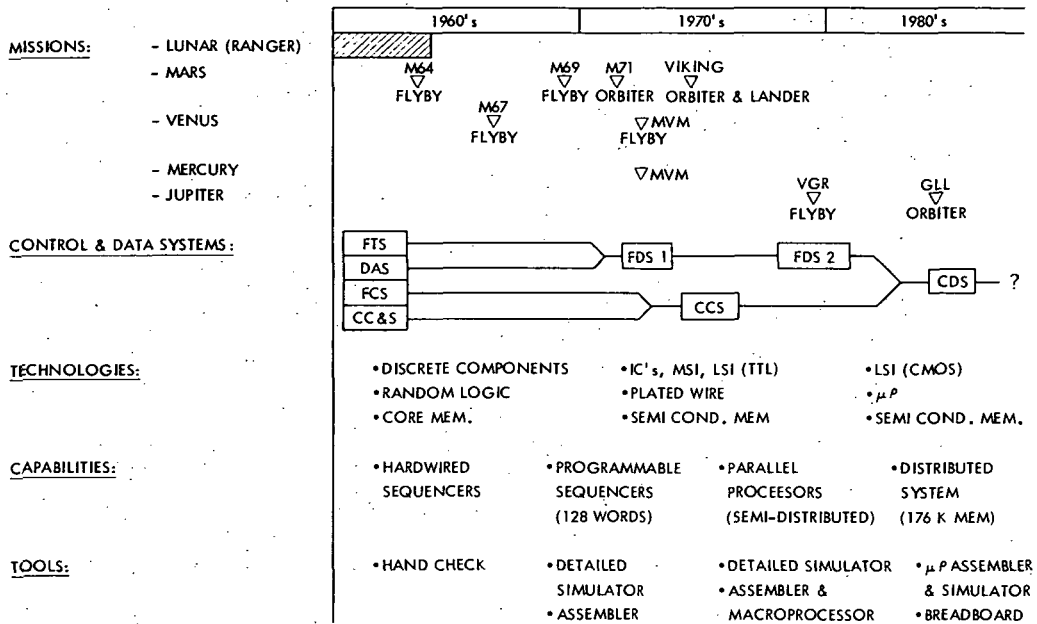 1960's 1970's 1980's
MISSIONS: - LUNAR (RANGER)
- MARS M64 M69 M71 VIKING
FLYBY FLYBY ORBITER ORBITER & LANDER
- VENUS M67 MVM
FLYBY FLYBY
- MERCURY MVM
- JUPITER VGR GLL
FLYBY ORBITER
CONTROL & DATA SYSTEMS: FTS FDS 1 FDS 2
DAS
FCS CCS CDS ?
CC&S
TECHNOLOGIES: •DISCRETE COMPONENTS •IC's, MSI, LSI (TTL) •LSI (CMOS)
•RANDOM LOGIC •PLATED WIRE •μP
•CORE MEM. •SEMI COND. MEM •SEMI COND. MEM.
CAPABILITIES: •HARDWIRED •PROGRAMMABLE •PARALLEL •DISTRIBUTED
SEQUENCERS SEQUENCERS PROCEESORS SYSTEM
(128 WORDS) (SEMI-DISTRIBUTED) (176 K MEM)
TOOLS: •HAND CHECK •DETAILED •DETAILED SIMULATOR •μP ASSEMBLER
SIMULATOR •ASSEMBLER & & SIMULATOR
•ASSEMBLER MACROPROCESSOR •BREADBOARD